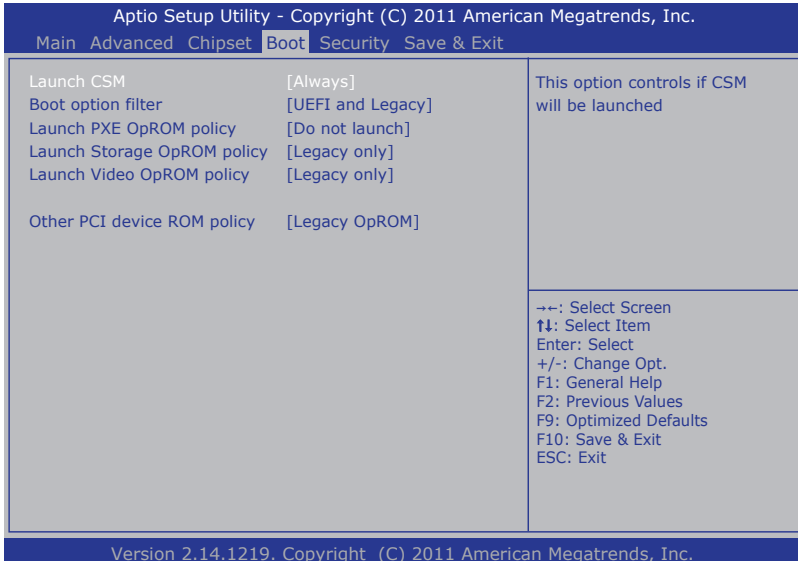 Aptio Setup Utility - Copyright (C) 2011 American Megatrends, Inc.
Main Advanced Chipset Boot Security Save & Exit
Launch CSM [Always]
Boot option filter [UEFI and Legacy]
Launch PXE OpROM policy [Do not launch]
Launch Storage OpROM policy [Legacy only]
Launch Video OpROM policy [Legacy only]
Other PCI device ROM policy [Legacy OpROM]
This option controls if CSM
will be launched
→←: Select Screen
↑↓: Select Item
Enter: Select
+/-: Change Opt.
F1: General Help
F2: Previous Values
F9: Optimized Defaults
F10: Save & Exit
ESC: Exit
Version 2.14.1219. Copyright (C) 2011 American Megatrends, Inc.